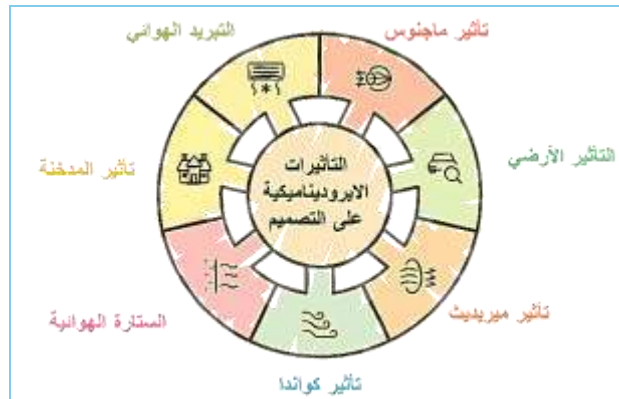 التبريد الهوائي
تأثير ماجنوس
التأثير الأرضي
تأثير المدخنة
التأثيرات
الايروديناميكية
على التصميم
تأثير ميريديث
الستارة الهوائية
تأثير كواندا